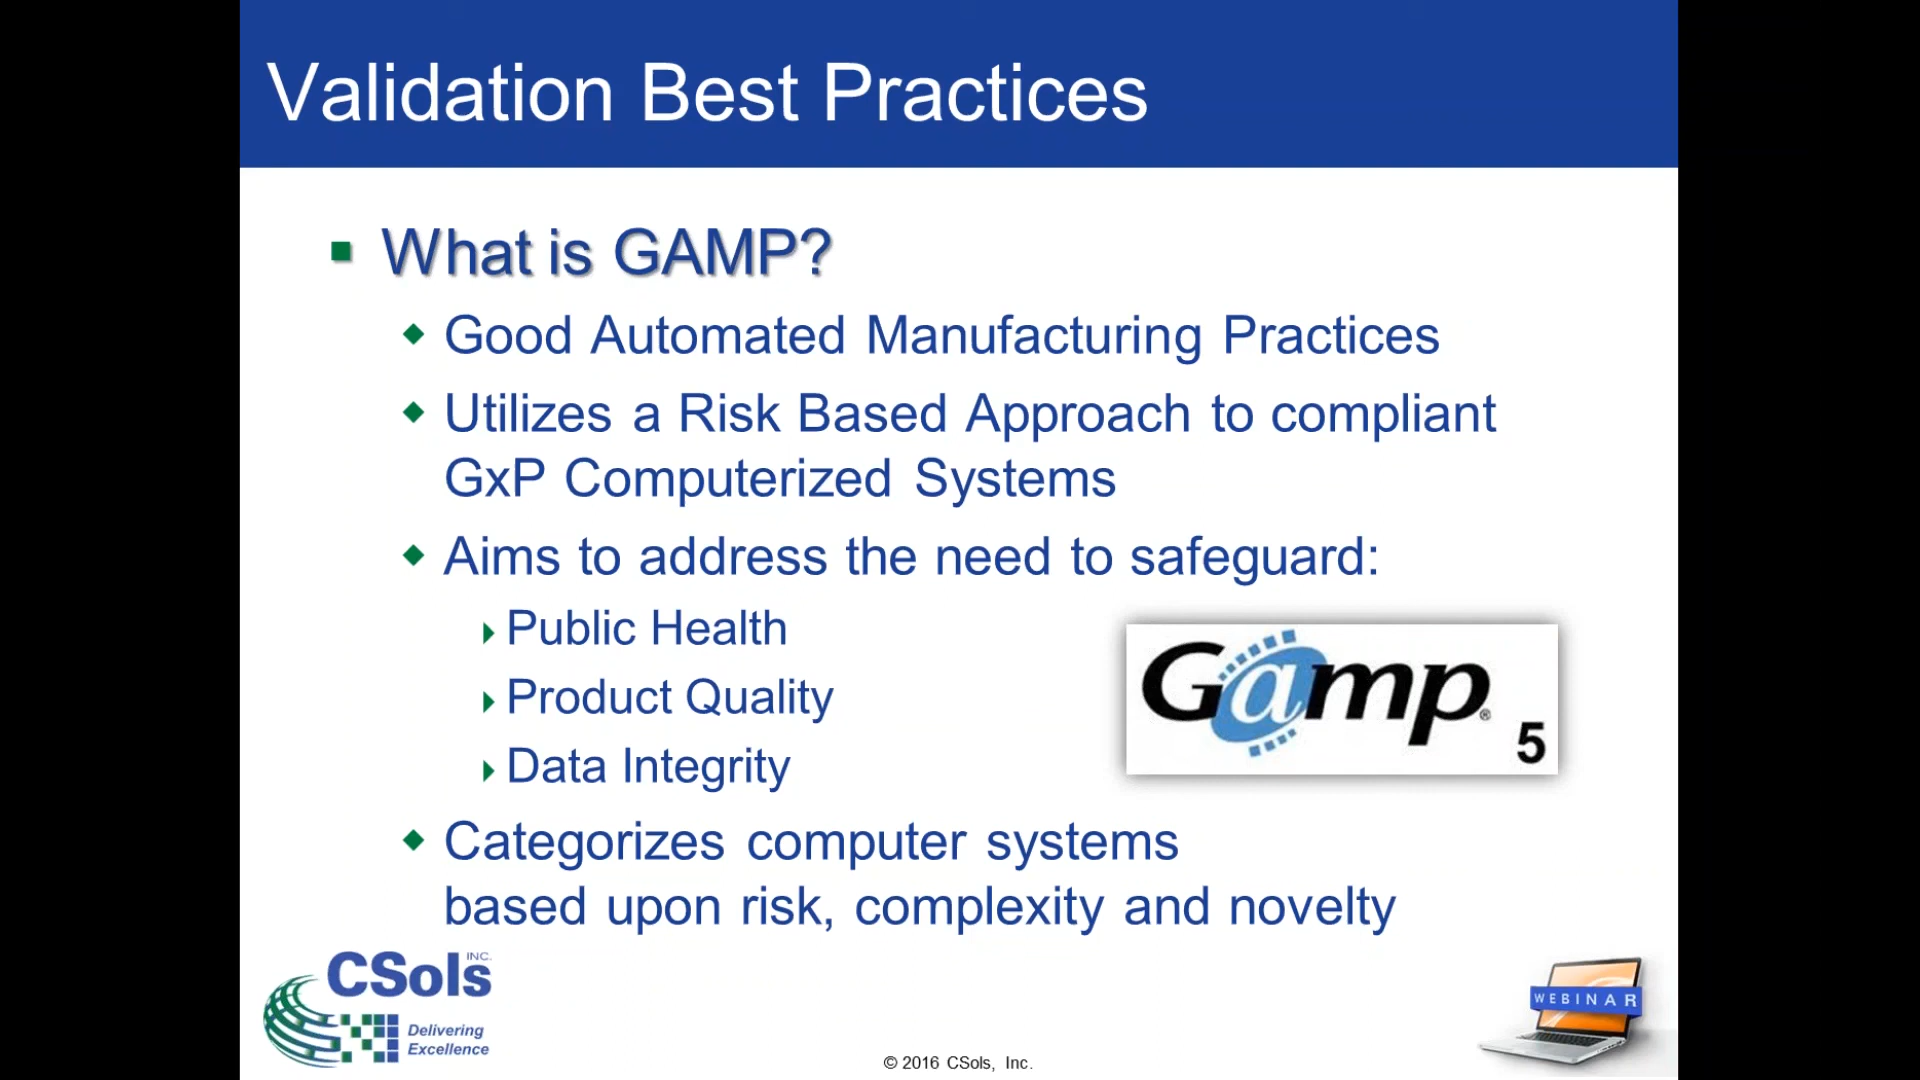 Validation Best Practices
What is GAMP?
Good Automated Manufacturing Practices
Utilizes a Risk Based Approach to compliant
GxP Computerized Systems
Aims to address the need to safeguard:
Public Health
Product Quality
Data Integrity
Gamp® 5
Categorizes computer systems
based upon risk, complexity and novelty
CSols INC.
Delivering
Excellence
WEBINAR
© 2016 CSols, Inc.